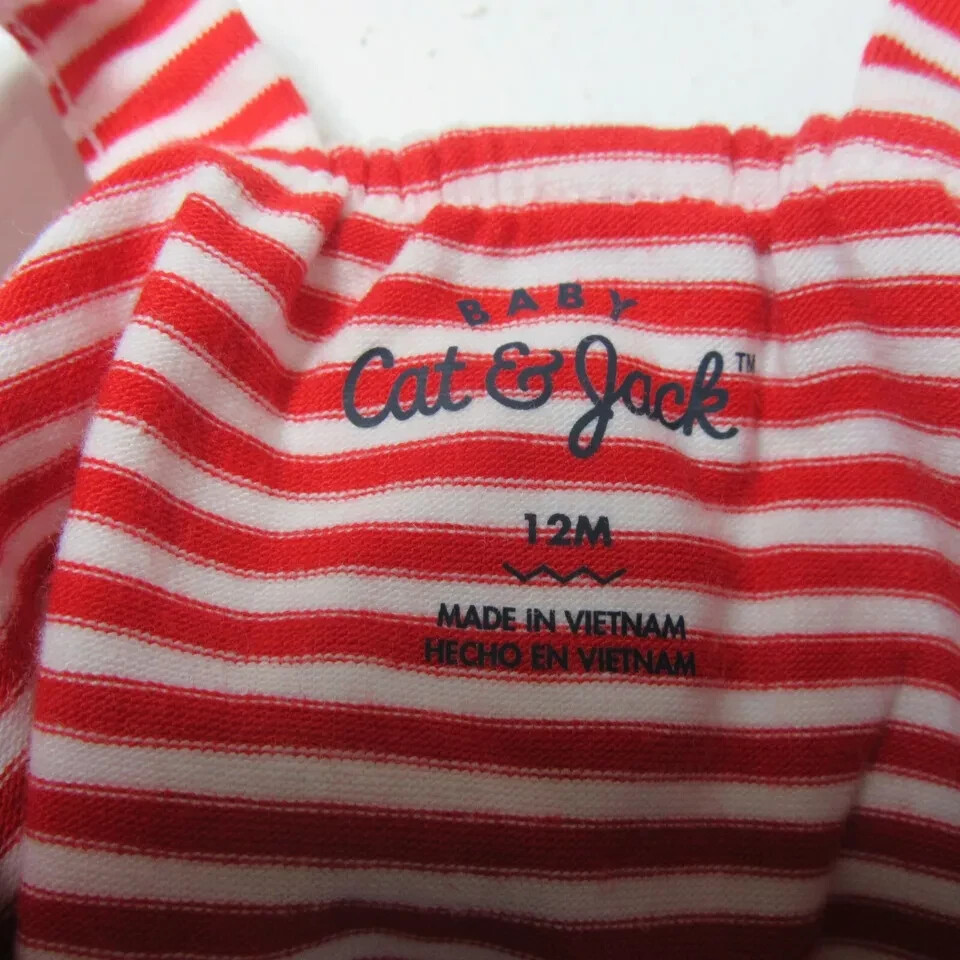 BABY
Cat & Jack™
12M
MADE IN VIETNAM
HECHO EN VIETNAM